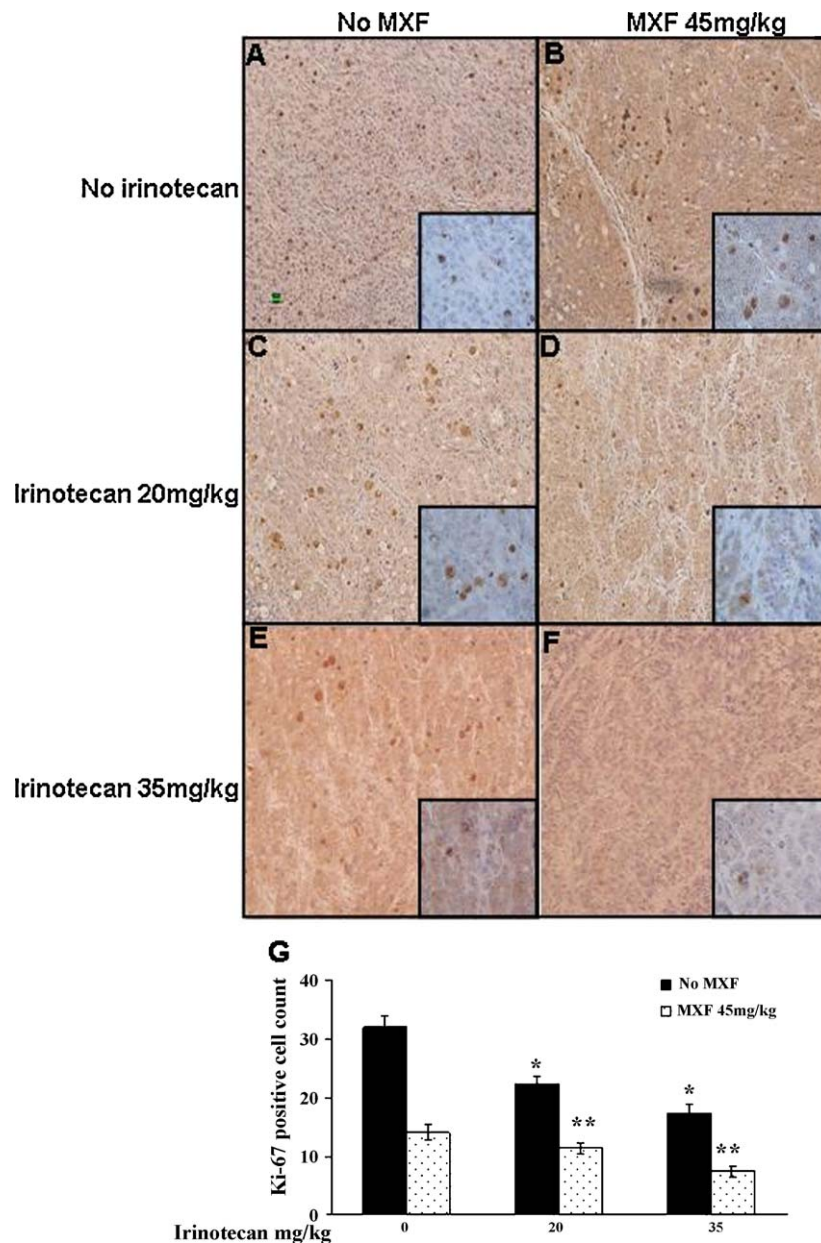 No MXF
MXF 45mg/kg
A
B
No irinotecan
C
D
Irinotecan 20mg/kg
E
F
Irinotecan 35mg/kg
G
Ki-67 positive cell count
40
30
20
10
0
No MXF
MXF 45mg/kg
*
**
*
**
Irinotecan mg/kg
0
20
35